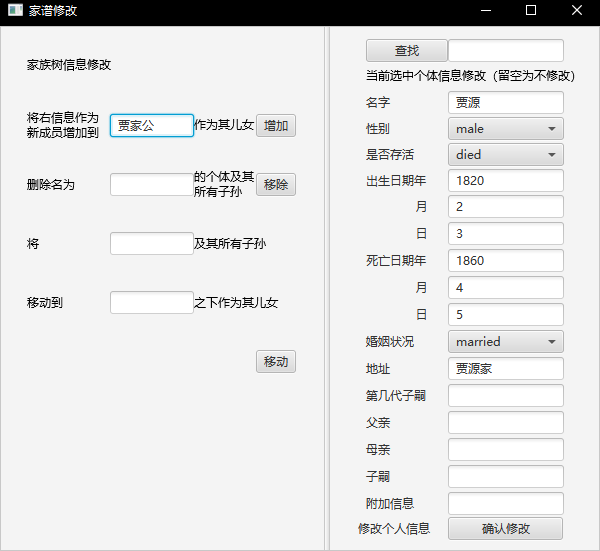 家谱修改
家族树信息修改
将右信息作为
新成员增加到
贾家公
作为其儿女
增加
删除名为
的个体及其
所有子孙
移除
将
及其所有子孙
移动到
之下作为其儿女
移动
查找
当前选中个体信息修改（留空为不修改）
名字
贾源
性别
male
是否存活
died
出生日期年
1820
月
2
日
3
死亡日期年
1860
月
4
日
5
婚姻状况
married
地址
贾源家
第几代子嗣
父亲
母亲
子嗣
附加信息
修改个人信息
确认修改